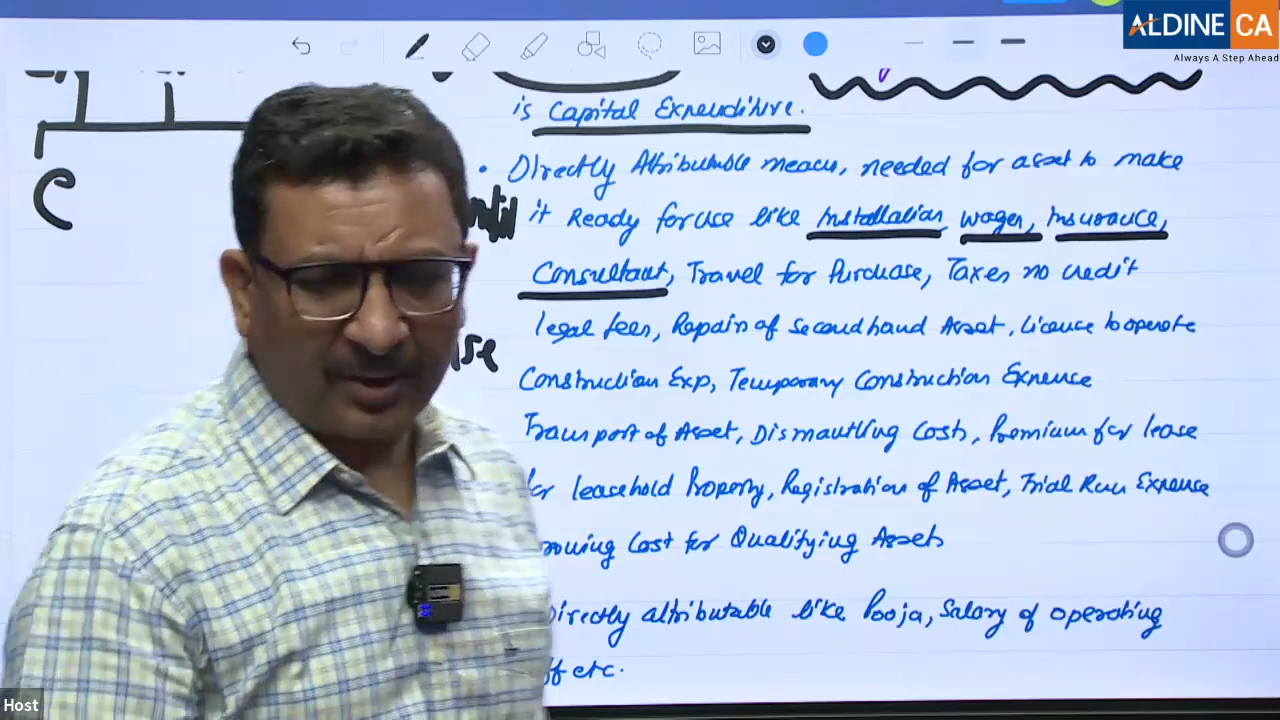 ALDINE CA
Always A Step Ahead
is Capital Expenditure.
• Directly Attributable means, needed for asset to make
it Ready for use like Installation, wages, Insurance,
Consultant, Travel for Purchase, Taxes no credit
legal fees, Repairs of Second hand Asset, Licence to operate
Construction Exp, Temporary Construction Expense
Transport of Asset, Dismantling Costs, Premium for lease
for leasehold Property, Registration of Asset, Trial Run Expense
Cost for Qualifying Assets
Directly attributable like Pooja, Salary of operating
etc.
C
Host